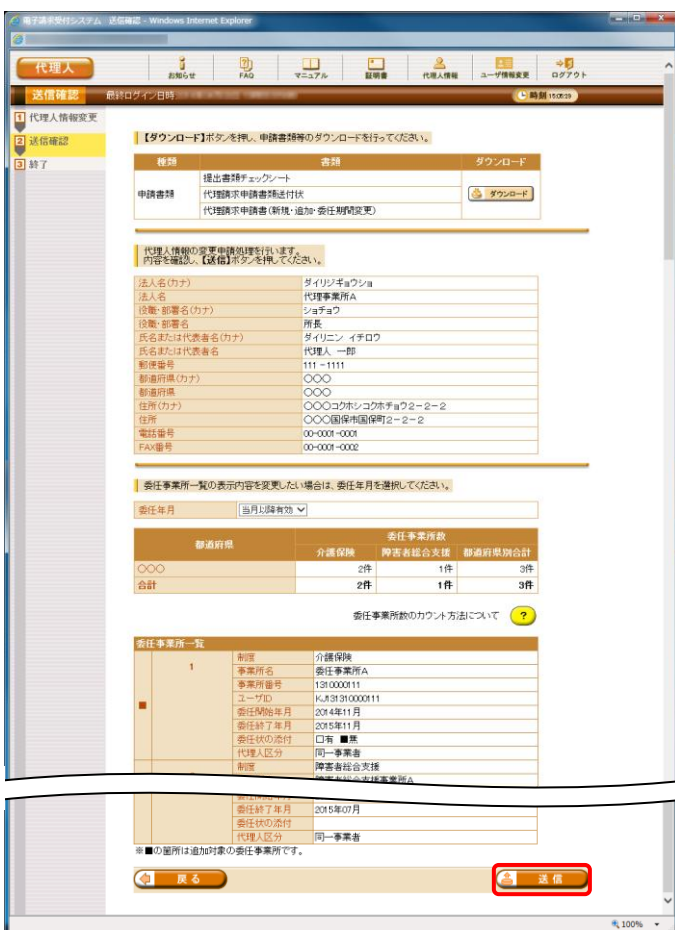 電子請求受付システム 送信確認 - Windows Internet Explorer
代理人
お知らせ FAQ マニュアル 証明書 代理人情報 ユーザ情報変更 ログアウト
送信確認 最終ログイン日時 時刻
1 代理人情報変更
2 送信確認
3 終了
【ダウンロード】ボタンを押し、申請書類等のダウンロードを行ってください。
種類 書類 ダウンロード
申請書類
提出書類チェックシート
代理請求申請書類送付状
代理請求申請書(新規・追加・委任期間変更)
ダウンロード
代理人情報の変更申請処理を行います。
内容を確認し、【送信】ボタンを押してください。
法人名(カナ) ダイリジギョウショ
法人名 代理事業所A
役職・部署名(カナ) ショチョウ
役職・部署名 所長
氏名または代表者名(カナ) ダイリニン イチロウ
氏名または代表者名 代理人 一郎
郵便番号 111 -1111
都道府県(カナ) 〇〇〇
都道府県 〇〇〇
住所(カナ) 〇〇〇コクホシコクホチョウ2-2-2
住所 〇〇〇国保市国保町2-2-2
電話番号 00-0001-0001
FAX番号 00-0001-0002
委任事業所一覧の表示内容を変更したい場合は、委任年月を選択してください。
委任年月 当月以降有効
都道府県 委任事業所数
介護保険 障害者総合支援 都道府県別合計
〇〇〇 2件 1件 3件
合計 2件 1件 3件
委任事業所数のカウント方法について ?
委任事業所一覧
■ 1
制度 介護保険
事業所名 委任事業所A
事業所番号 1310000111
ユーザID KJ131310000111
委任開始年月 2014年11月
委任終了年月 2015年11月
委任状の添付 □有 ■無
代理人区分 同一事業者
制度 障害者総合支援
障害者総合支援事業所A
委任終了年月 2015年07月
委任状の添付
代理人区分 同一事業者
※■の箇所は追加対象の委任事業所です。
戻る 送信
100%